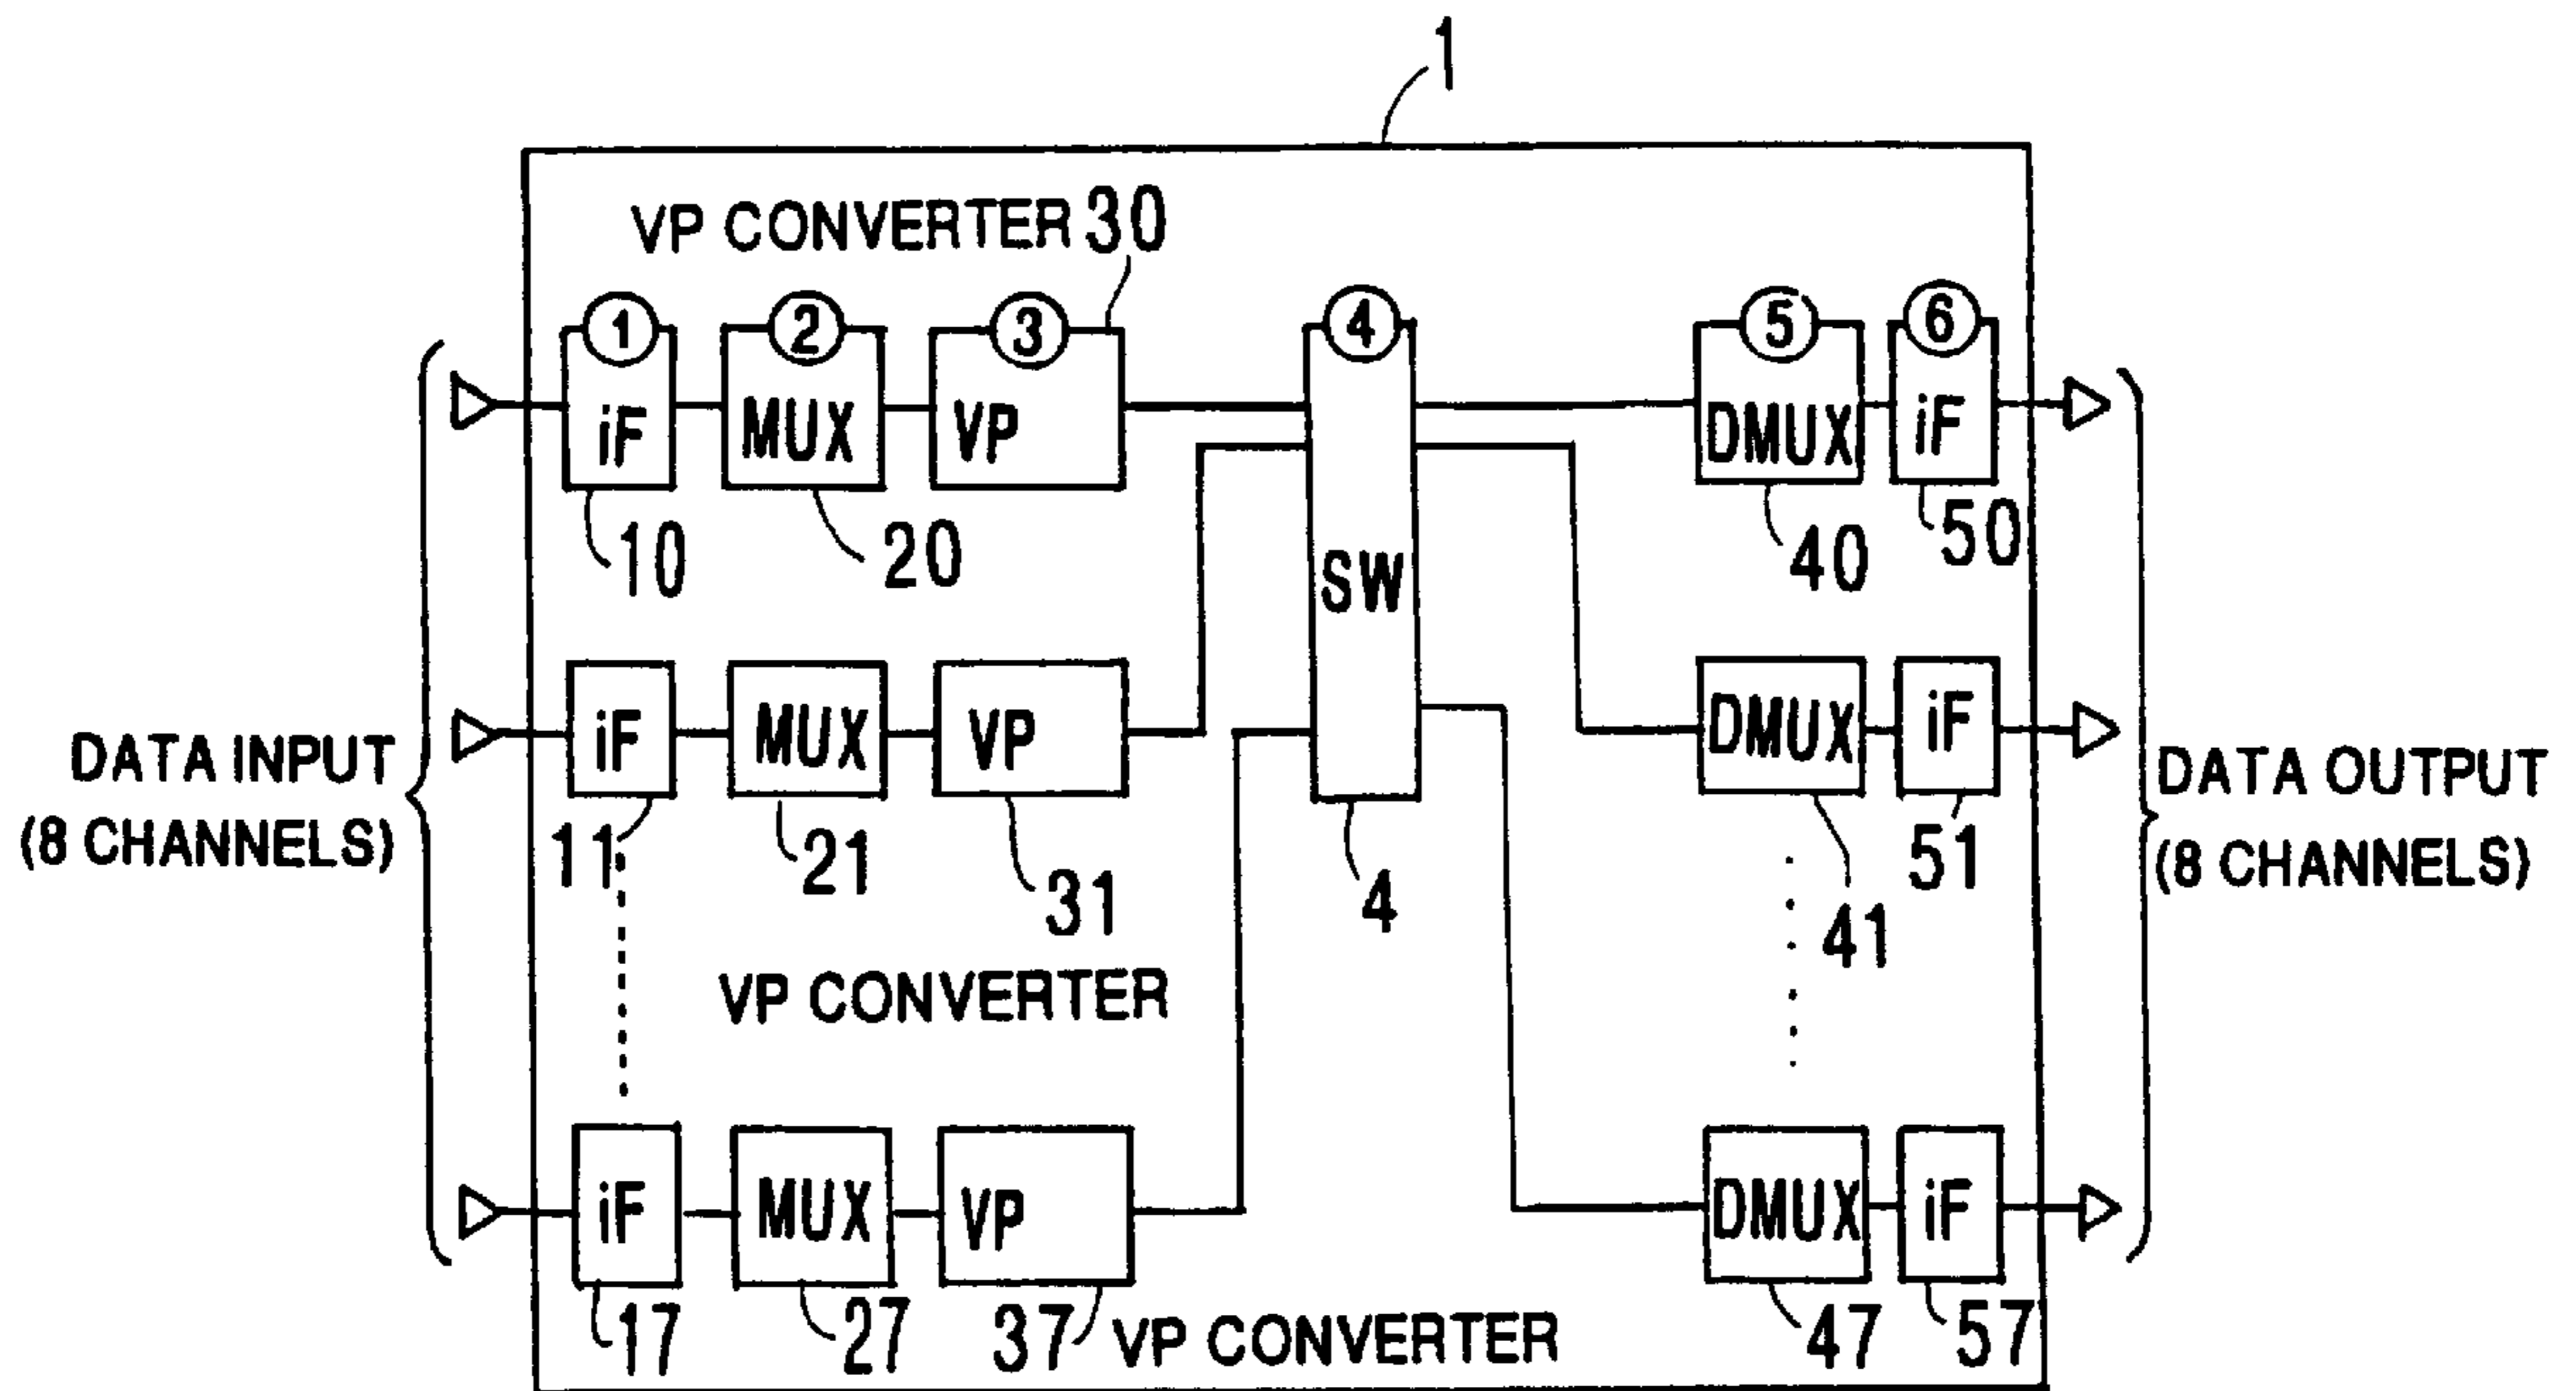 1
VP CONVERTER 30
① ② ③ ④ ⑤ ⑥
iF MUX VP DMUX iF
10 20 SW 40 50
iF MUX VP DMUX iF
DATA INPUT
(8 CHANNELS)
DATA OUTPUT
(8 CHANNELS)
11 21 31 4 41 51
VP CONVERTER
iF MUX VP DMUX iF
17 27 37 VP CONVERTER 47 57